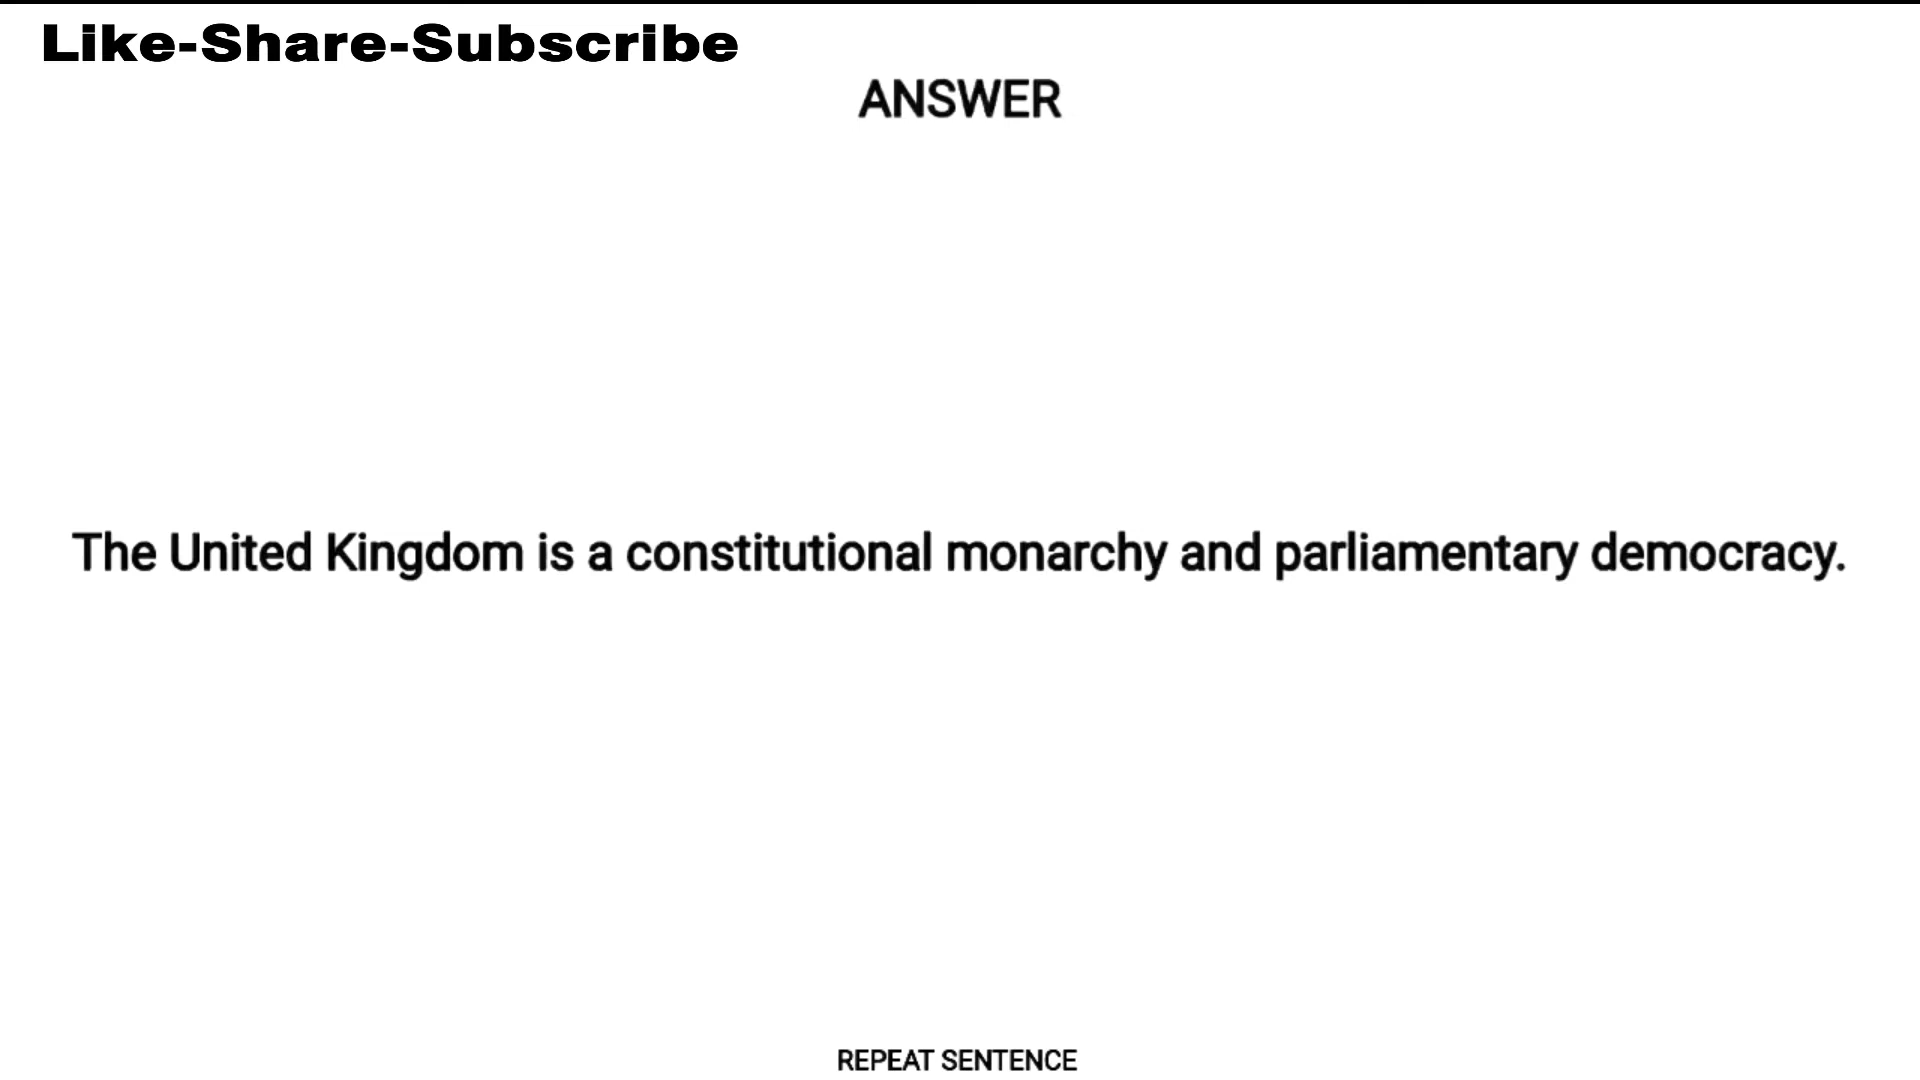 Like-Share-Subscribe
ANSWER
The United Kingdom is a constitutional monarchy and parliamentary democracy.
REPEAT SENTENCE